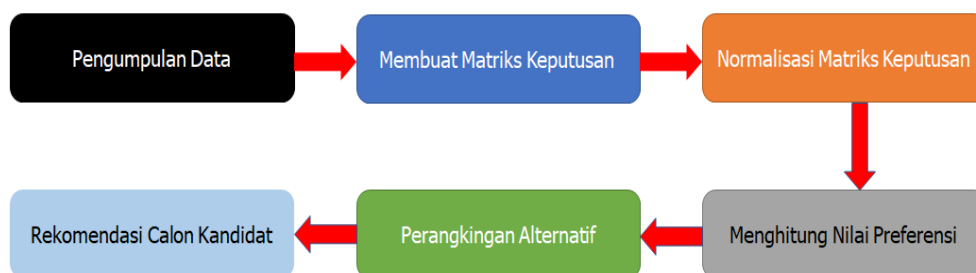 Pengumpulan Data
Membuat Matriks Keputusan
Normalisasi Matriks Keputusan
Menghitung Nilai Preferensi
Perangkingan Alternatif
Rekomendasi Calon Kandidat